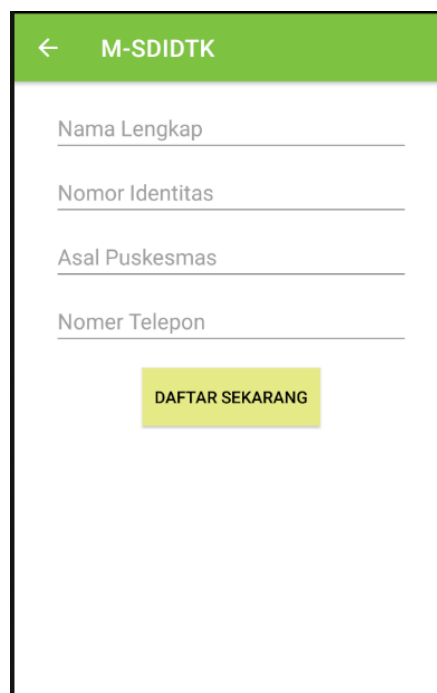 M-SDIDTK
Nama Lengkap
Nomor Identitas
Asal Puskesmas
Nomer Telepon
DAFTAR SEKARANG